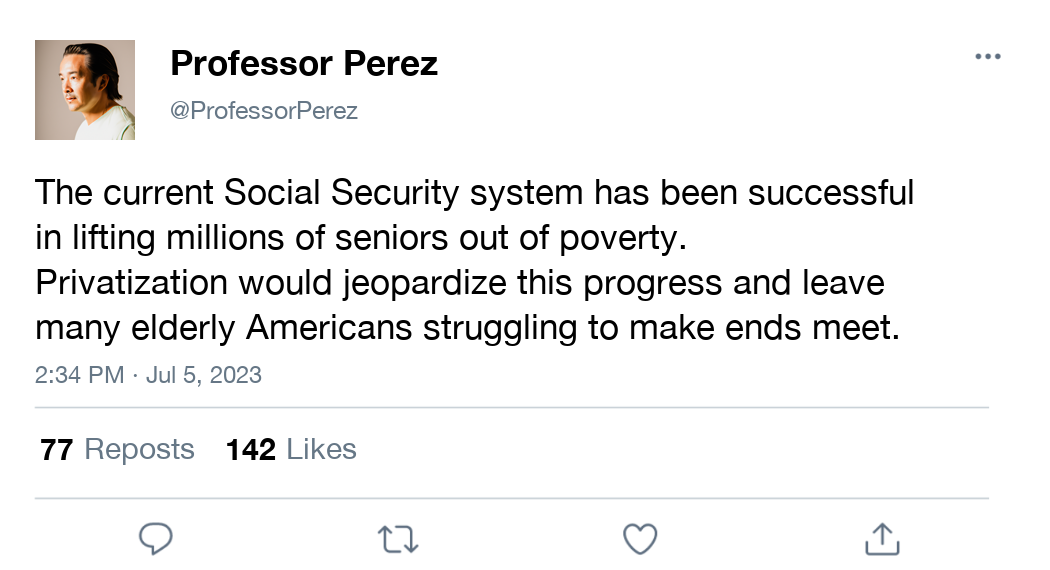 Professor Perez
@ProfessorPerez
The current Social Security system has been successful
in lifting millions of seniors out of poverty.
Privatization would jeopardize this progress and leave
many elderly Americans struggling to make ends meet.
2:34 PM · Jul 5, 2023
77 Reposts 142 Likes